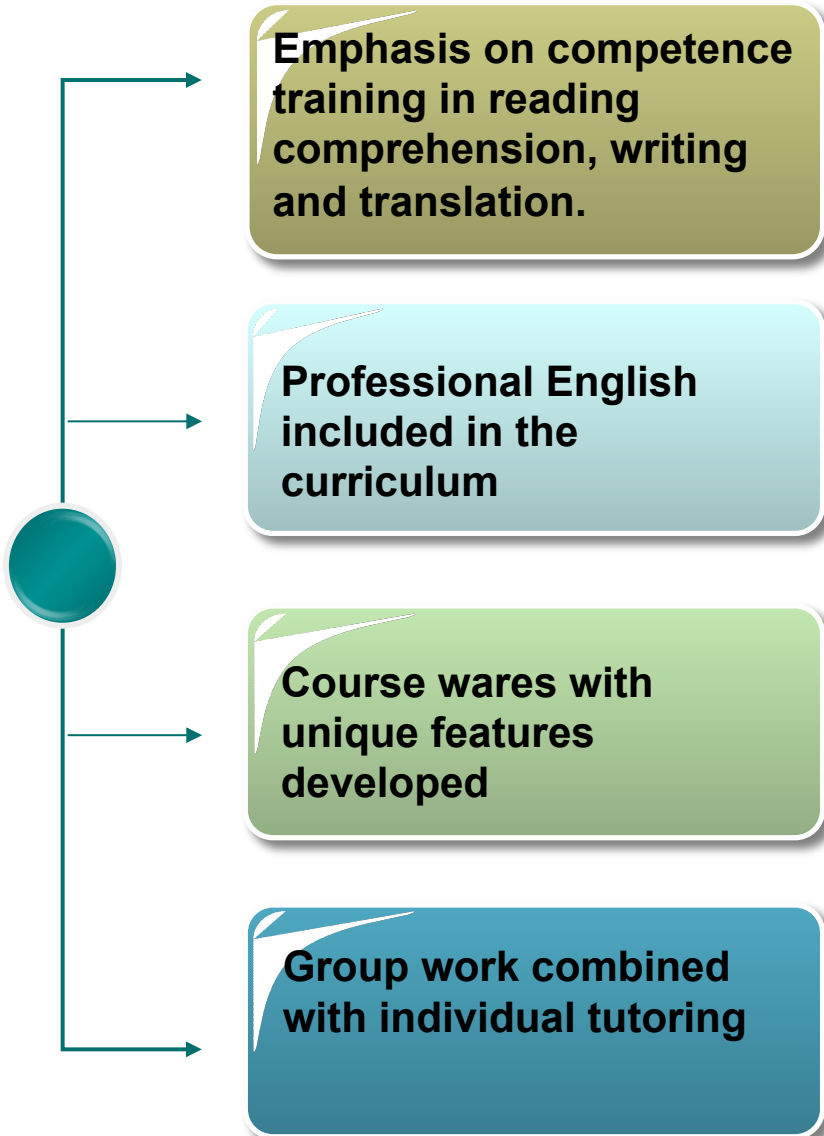 Emphasis on competence
training in reading
comprehension, writing
and translation.
Professional English
included in the
curriculum
Course wares with
unique features
developed
Group work combined
with individual tutoring